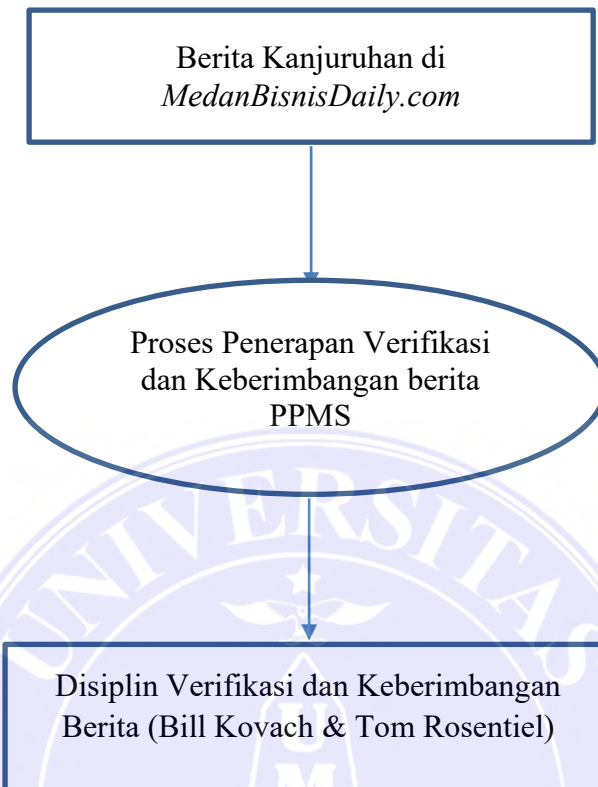 Berita Kanjuruhan di
MedanBisnisDaily.com
Proses Penerapan Verifikasi
dan Keberimbangan berita
PPMS
UNIVERSITAS
Disiplin Verifikasi dan Keberimbangan
Berita (Bill Kovach & Tom Rosentiel)
U
M